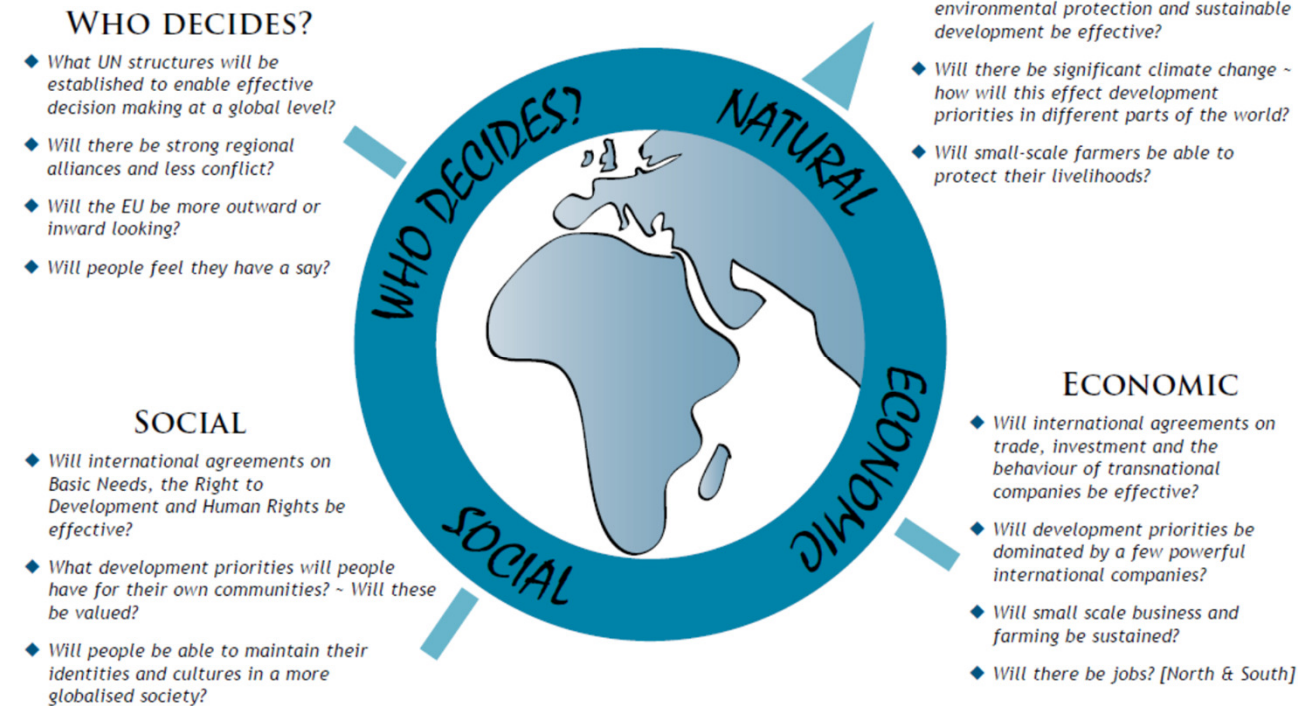 WHO DECIDES?
◆ What UN structures will be
established to enable effective
decision making at a global level?
◆ Will there be strong regional
alliances and less conflict?
◆ Will the EU be more outward or
inward looking?
◆ Will people feel they have a say?
environmental protection and sustainable
development be effective?
◆ Will there be significant climate change ~
how will this effect development
priorities in different parts of the world?
◆ Will small-scale farmers be able to
protect their livelihoods?
WHO DECIDES?
NATURAL
ECONOMIC
SOCIAL
SOCIAL
◆ Will international agreements on
Basic Needs, the Right to
Development and Human Rights be
effective?
◆ What development priorities will people
have for their own communities? ~ Will these
be valued?
◆ Will people be able to maintain their
identities and cultures in a more
globalised society?
ECONOMIC
◆ Will international agreements on
trade, investment and the
behaviour of transnational
companies be effective?
◆ Will development priorities be
dominated by a few powerful
international companies?
◆ Will small scale business and
farming be sustained?
◆ Will there be jobs? [North & South]